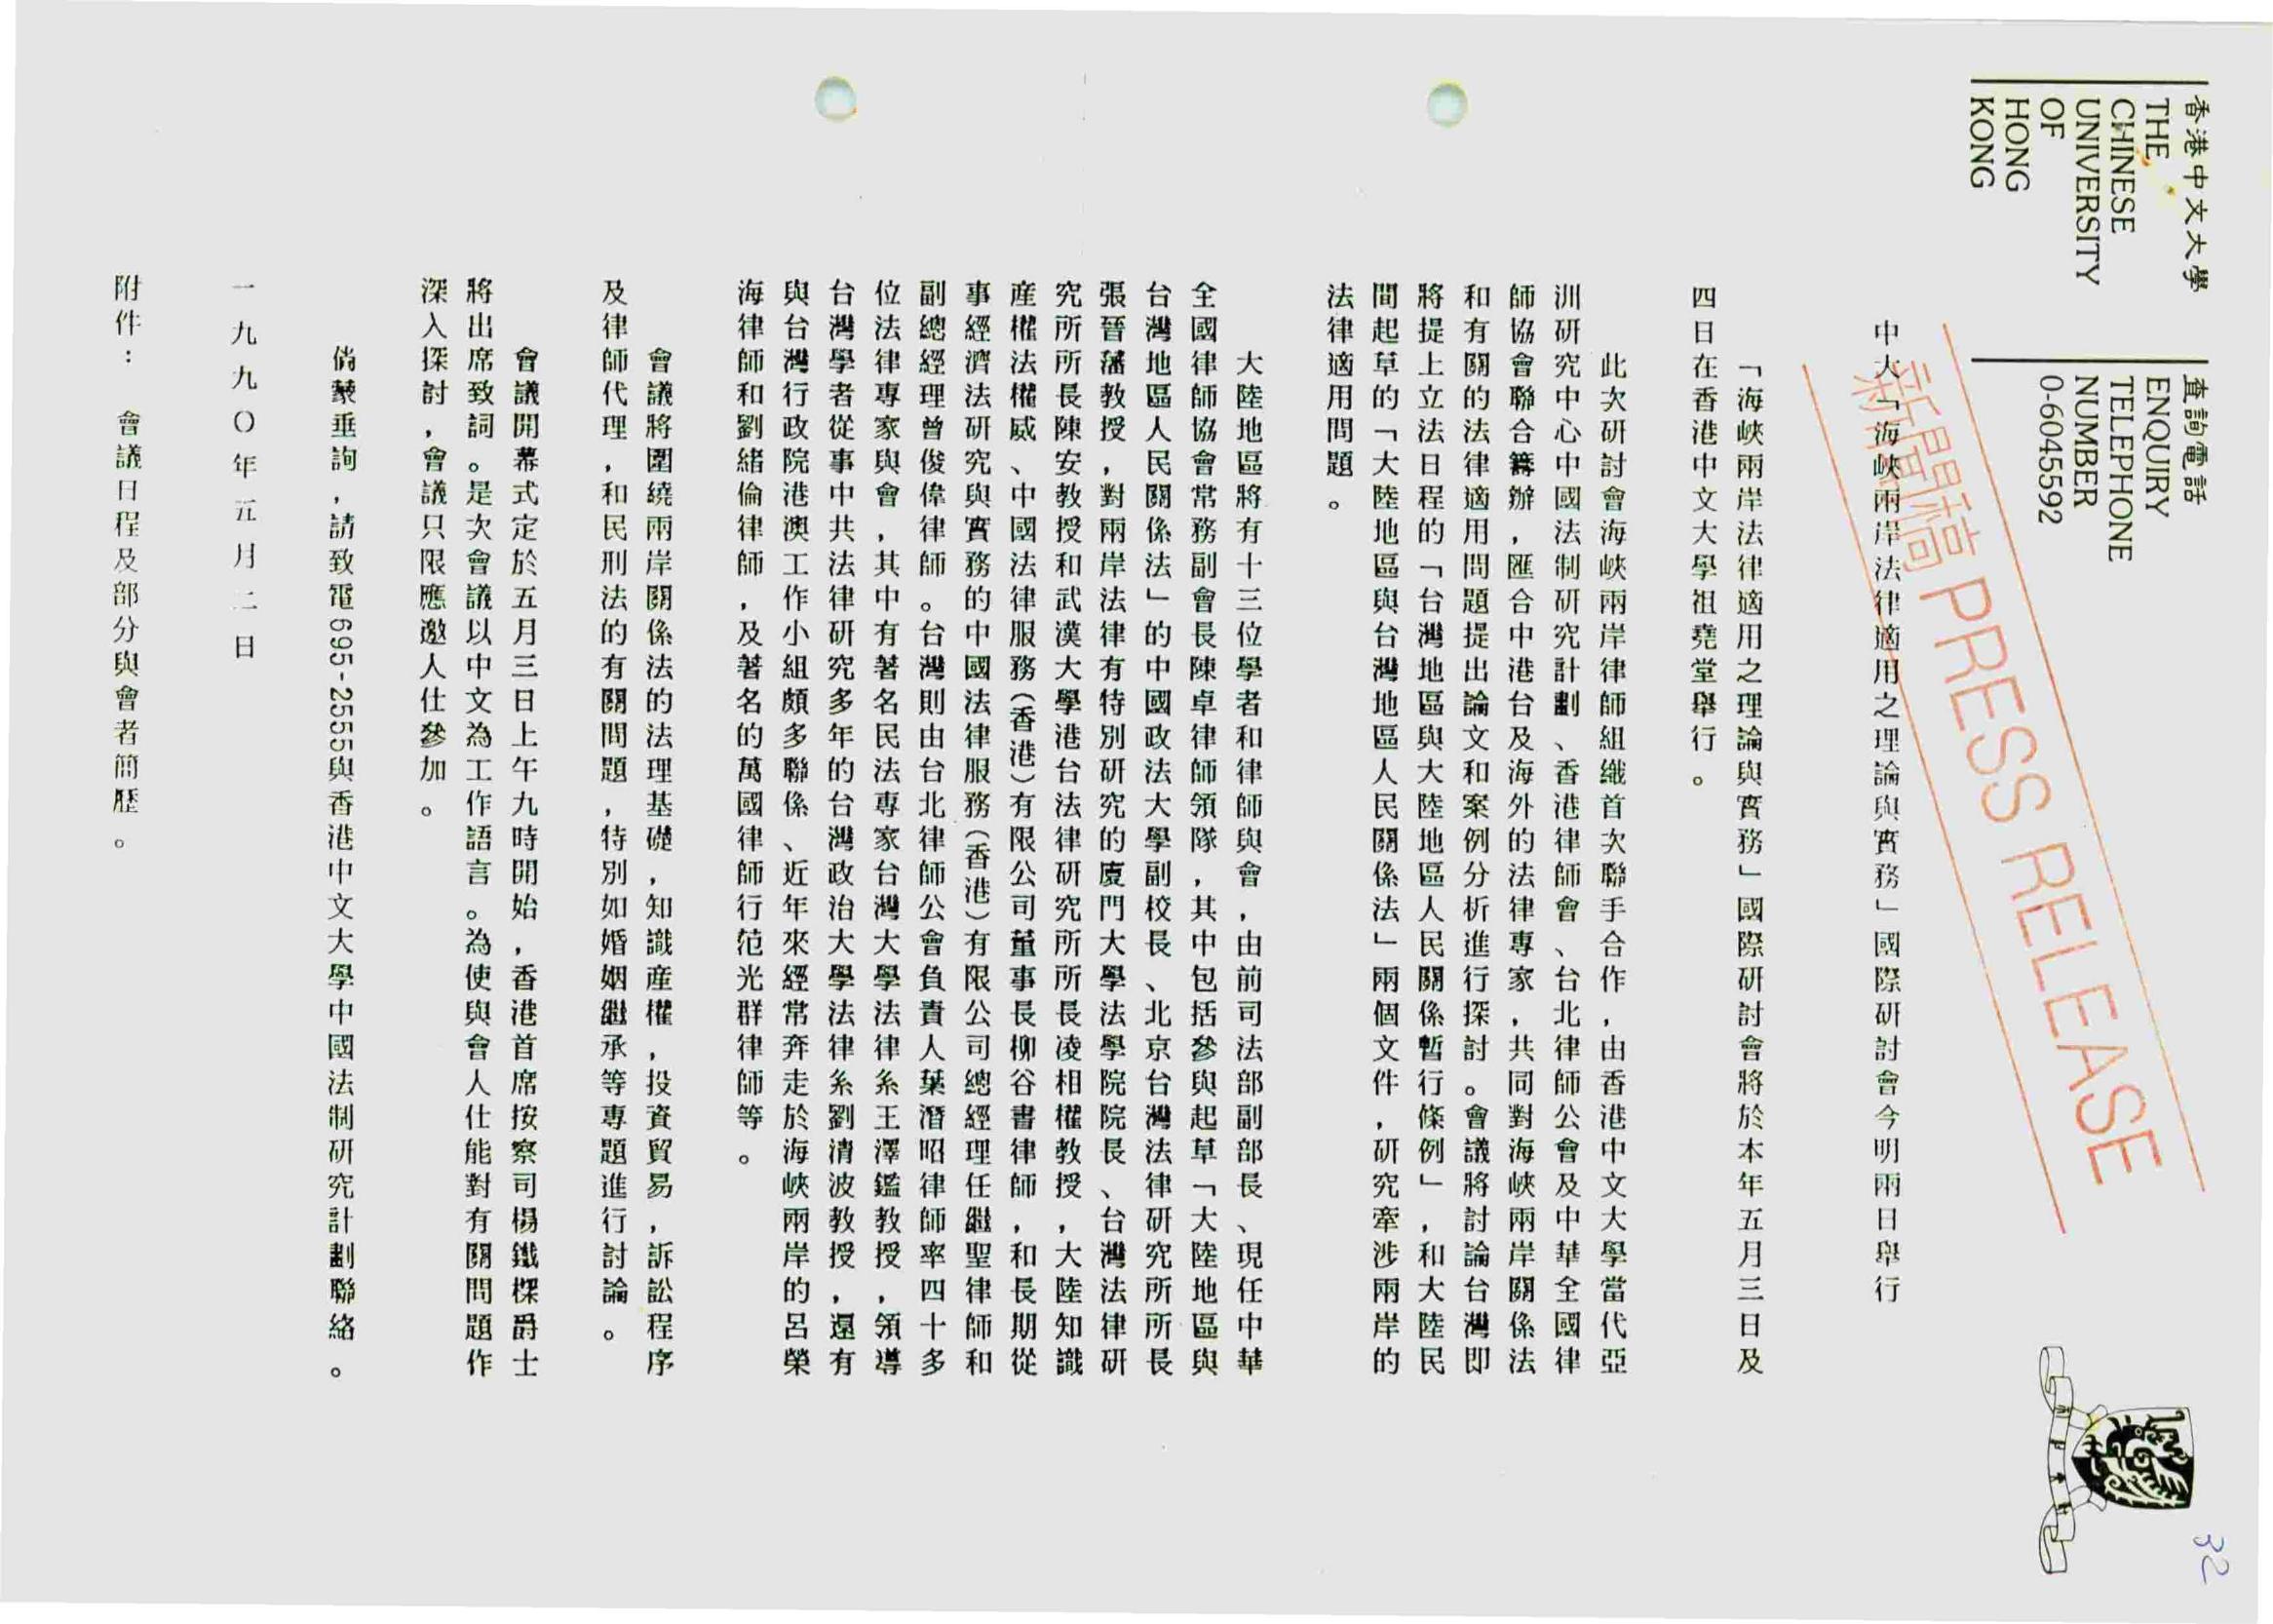 香港中文大學
THE
CHINESE
UNIVERSITY
OF
HONG
KONG
查詢電話
ENQUIRY
TELEPHONE
NUMBER
0-6045592
32
新聞稿 PRESS RELEASE
中大「海峽兩岸法律適用之理論與實務」國際研討會今明兩日舉行
「海峽兩岸法律適用之理論與實務」國際研討會將於本年五月三日及
四日在香港中文大學祖堯堂舉行。
此次研討會海峽兩岸律師組織首次聯手合作，由香港中文大學當代亞
洲研究中心中國法制研究計劃、香港律師會、台北律師公會及中華全國律
師協會聯合籌辦，匯合中港台及海外的法律專家，共同對海峽兩岸關係法
和有關的法律適用問題提出論文和案例分析進行探討。會議將討論台灣即
將提上立法日程的「台灣地區與大陸地區人民關係暫行條例」，和大陸民
間起草的「大陸地區與台灣地區人民關係法」兩個文件，研究牽涉兩岸的
法律適用問題。
大陸地區將有十三位學者和律師與會，由前司法部副部長、現任中華
全國律師協會常務副會長陳卓律師領隊，其中包括參與起草「大陸地區與
台灣地區人民關係法」的中國政法大學副校長、北京台灣法律研究所所長
張晉藩教授，對兩岸法律有特別研究的廈門大學法學院院長、台灣法律研
究所所長陳安教授和武漢大學港台法律研究所所長凌相權教授，大陸知識
產權法權威、中國法律服務（香港）有限公司董事長柳谷書律師，和長期從
事經濟法研究與實務的中國法律服務（香港）有限公司總經理任繼聖律師和
副總經理曾俊偉律師。台灣則由台北律師公會負責人葉潛昭律師率四十多
位法律專家與會，其中有著名民法專家台灣大學法律系王澤鑑教授，領導
台灣學者從事中共法律研究多年的台灣政治大學法律系劉清波教授，還有
與台灣行政院港澳工作小組頗多聯係、近年來經常奔走於海峽兩岸的呂榮
海律師和劉緒倫律師，及著名的萬國律師行范光群律師等。
會議將圍繞兩岸關係法的法理基礎，知識產權，投資貿易，訴訟程序
及律師代理，和民刑法的有關問題，特別如婚姻繼承等專題進行討論。
會議開幕式定於五月三日上午九時開始，香港首席按察司楊鐵樑爵士
將出席致詞。是次會議以中文為工作語言。為使與會人仕能對有關問題作
深入探討，會議只限應邀人仕參加。
倘蒙垂詢，請致電695-2555與香港中文大學中國法制研究計劃聯絡。
一九九〇年五月二日
附件： 會議日程及部分與會者簡歷。